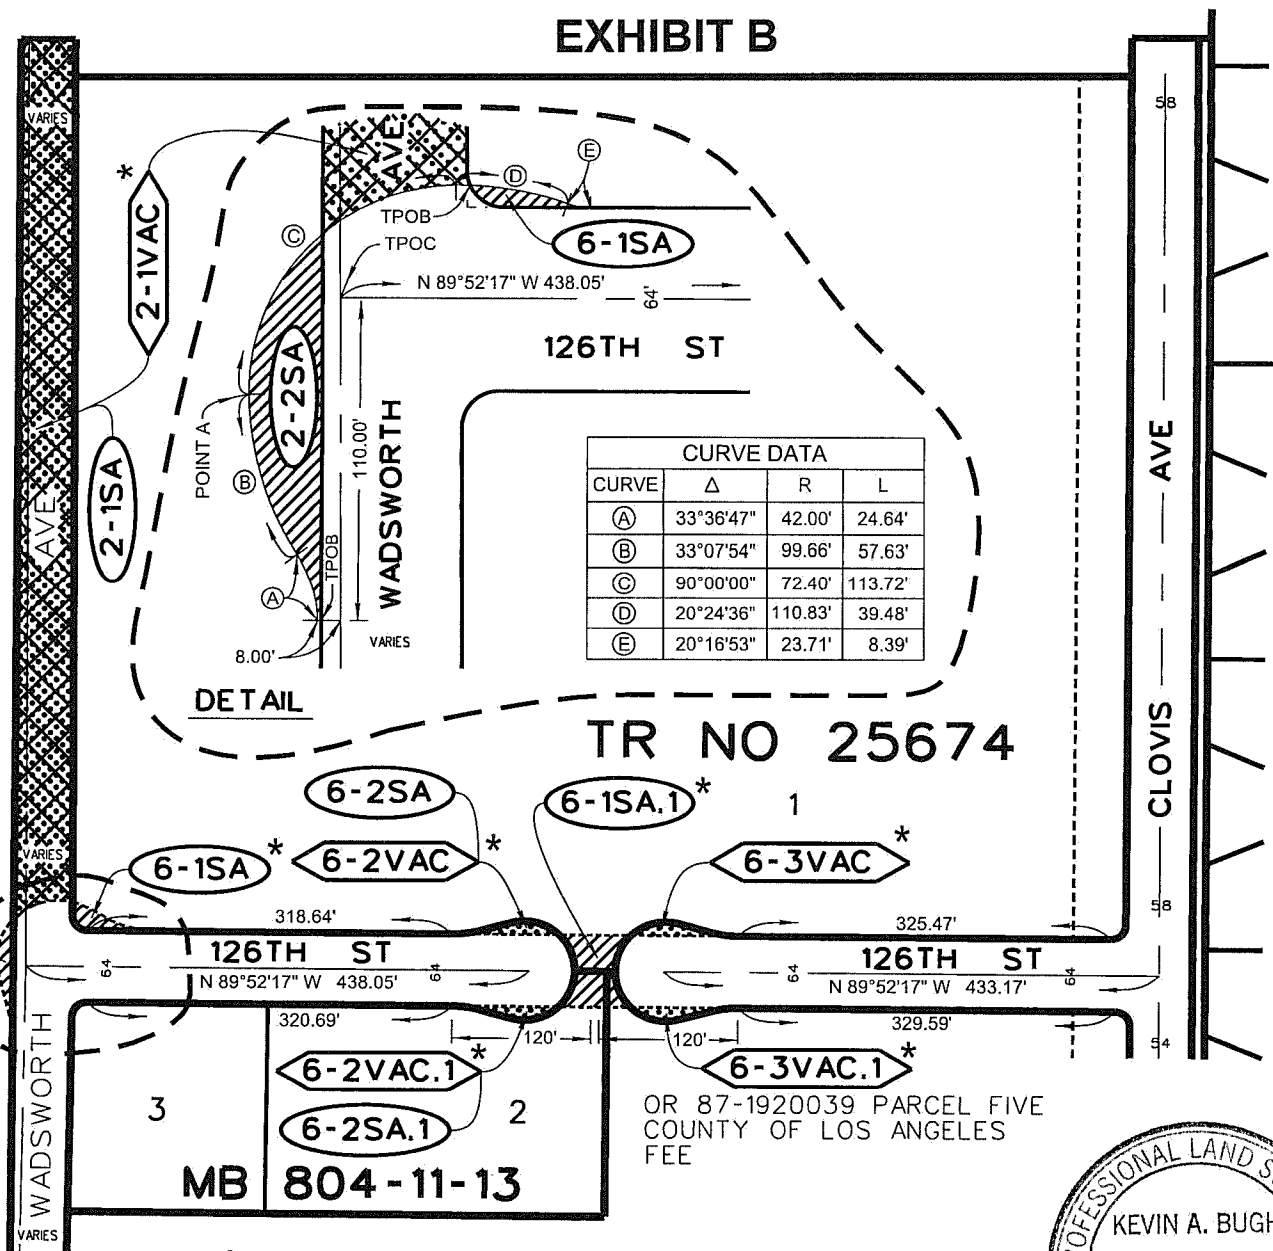 EXHIBIT B
VARIES
*
2-1VAC
AVE
2-1SA
AVE
D
E
C
TPOB
TPOC
6-1SA
N 89°52'17" W 438.05'
64'
126TH ST
2-2SA
POINT A
B
110.00'
WADSWORTH
A
TPOB
8.00'
VARIES
DETAIL
CURVE DATA
CURVE Δ R L
A 33°36'47" 42.00' 24.64'
B 33°07'54" 99.66' 57.63'
C 90°00'00" 72.40' 113.72'
D 20°24'36" 110.83' 39.48'
E 20°16'53" 23.71' 8.39'
58
CLOVIS AVE
TR NO 25674
6-2SA
6-1SA.1 *
1
VARIES
6-1SA *
6-2VAC *
6-3VAC *
318.64'
325.47'
58
126TH ST
126TH ST
64
64
64
64
N 89°52'17" W 438.05'
N 89°52'17" W 433.17'
320.69'
329.59'
120'
120'
54
6-2VAC.1 *
6-3VAC.1 *
WADSWORTH
3
2
6-2SA.1
OR 87-1920039 PARCEL FIVE
COUNTY OF LOS ANGELES
FEE
MB 804-11-13
VARIES
LAND
KEVIN A.